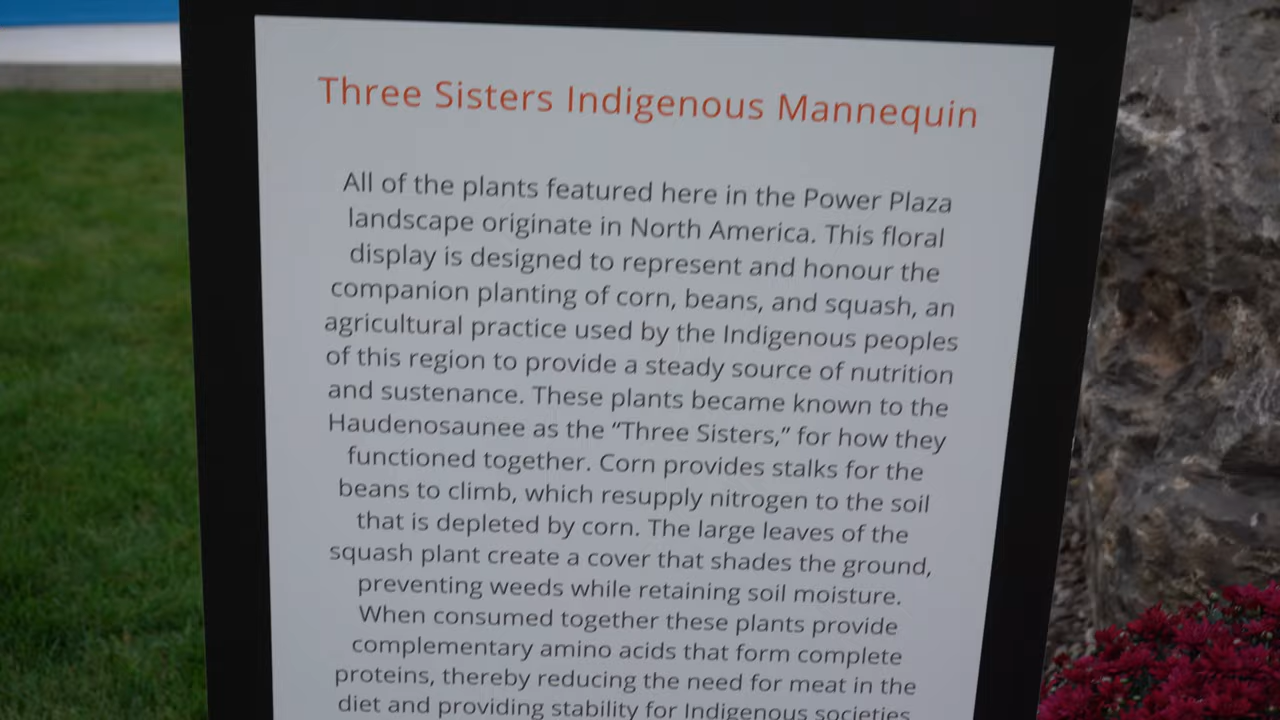 Three Sisters Indigenous Mannequin
All of the plants featured here in the Power Plaza
landscape originate in North America. This floral
display is designed to represent and honour the
companion planting of corn, beans, and squash, an
agricultural practice used by the Indigenous peoples
of this region to provide a steady source of nutrition
and sustenance. These plants became known to the
Haudenosaunee as the “Three Sisters,” for how they
functioned together. Corn provides stalks for the
beans to climb, which resupply nitrogen to the soil
that is depleted by corn. The large leaves of the
squash plant create a cover that shades the ground,
preventing weeds while retaining soil moisture.
When consumed together these plants provide
complementary amino acids that form complete
proteins, thereby reducing the need for meat in the
diet and providing stability for Indigenous societies